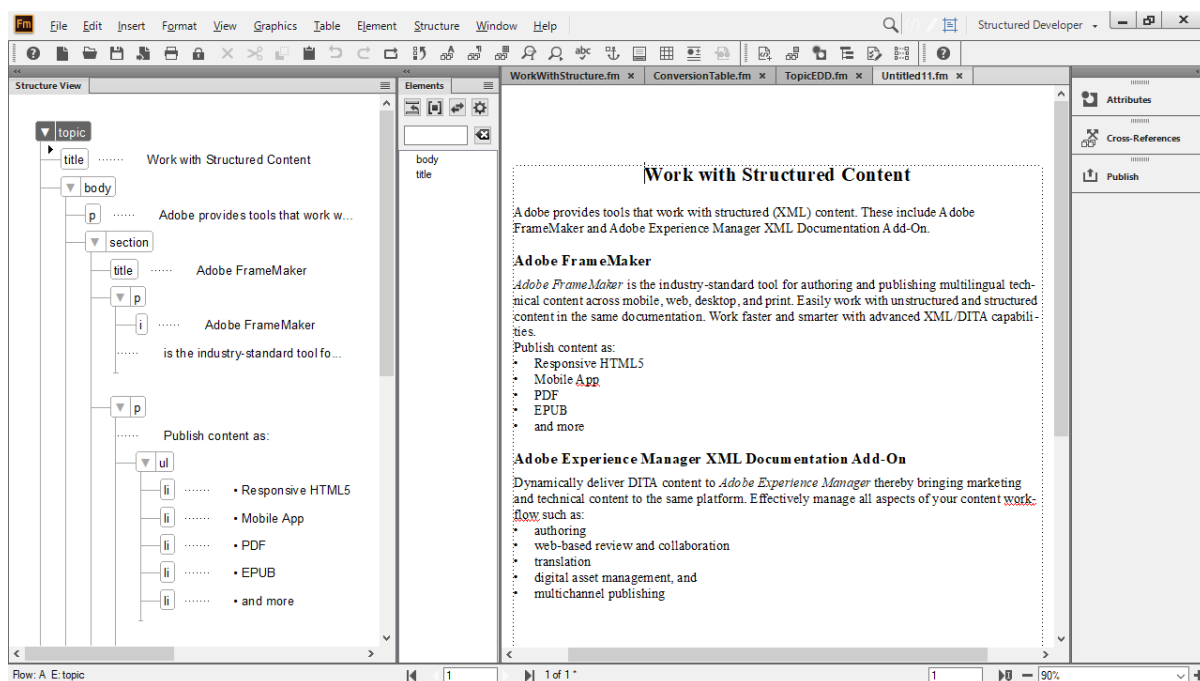 Fm File Edit Insert Format View Graphics Table Element Structure Window Help Structured Developer
Structure View
topic
title Work with Structured Content
body
p Adobe provides tools that work w...
section
title Adobe FrameMaker
p
i Adobe FrameMaker
is the industry-standard tool fo...
p
Publish content as:
ul
li • Responsive HTML5
li • Mobile App
li • PDF
li • EPUB
li • and more
Elements
body
title
WorkWithStructure.fm × ConversionTable.fm × TopicEDD.fm × Untitled11.fm ×
Work with Structured Content
Adobe provides tools that work with structured (XML) content. These include Adobe
FrameMaker and Adobe Experience Manager XML Documentation Add-On.
Adobe FrameMaker
Adobe FrameMaker is the industry-standard tool for authoring and publishing multilingual tech-
nical content across mobile, web, desktop, and print. Easily work with unstructured and structured
content in the same documentation. Work faster and smarter with advanced XML/DITA capabili-
ties.
Publish content as:
• Responsive HTML5
• Mobile App
• PDF
• EPUB
• and more
Adobe Experience Manager XML Documentation Add-On
Dynamically deliver DITA content to Adobe Experience Manager thereby bringing marketing
and technical content to the same platform. Effectively manage all aspects of your content work-
flow such as:
• authoring
• web-based review and collaboration
• translation
• digital asset management, and
• multichannel publishing
Attributes
Cross-References
Publish
Flow: A E: topic 1 1 of 1 * 1 90%